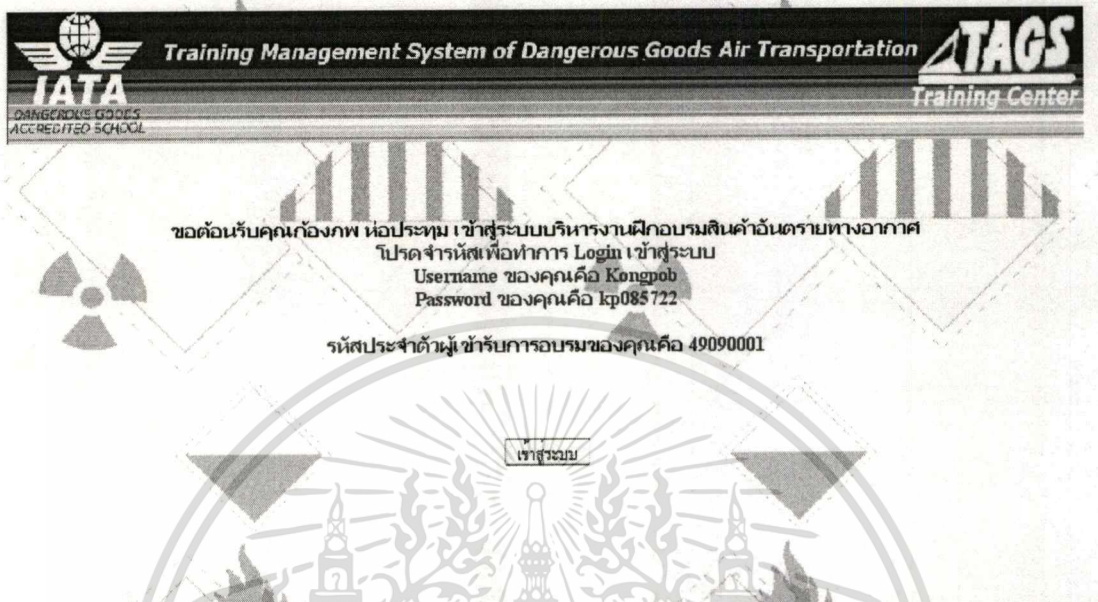 Training Management System of Dangerous Goods Air Transportation
IATA
DANGEROUS GOODS
ACCREDITED SCHOOL
TAGS
Training Center
ขอต้อนรับคุณก้องภพ ห่อประทุม เข้าสู่ระบบบริหารงานฝึกอบรมสินค้าอันตรายทางอากาศ
โปรดจำรหัสเพื่อทำการ Login เข้าสู่ระบบ
Username ของคุณคือ Kongpob
Password ของคุณคือ kp085722
รหัสประจำตัวผู้เข้ารับการอบรมของคุณคือ 49090001
เข้าสู่ระบบ